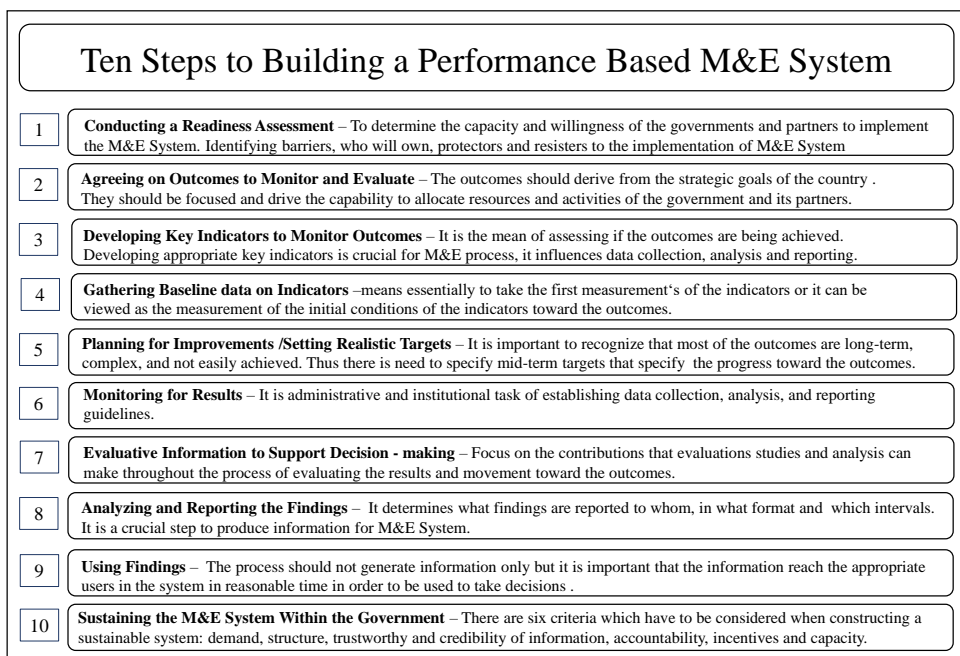 Ten Steps to Building a Performance Based M&E System
1
Conducting a Readiness Assessment – To determine the capacity and willingness of the governments and partners to implement
the M&E System. Identifying barriers, who will own, protectors and resisters to the implementation of M&E System
2
Agreeing on Outcomes to Monitor and Evaluate – The outcomes should derive from the strategic goals of the country .
They should be focused and drive the capability to allocate resources and activities of the government and its partners.
3
Developing Key Indicators to Monitor Outcomes – It is the mean of assessing if the outcomes are being achieved.
Developing appropriate key indicators is crucial for M&E process, it influences data collection, analysis and reporting.
4
Gathering Baseline data on Indicators –means essentially to take the first measurement‘s of the indicators or it can be
viewed as the measurement of the initial conditions of the indicators toward the outcomes.
5
Planning for Improvements /Setting Realistic Targets – It is important to recognize that most of the outcomes are long-term,
complex, and not easily achieved. Thus there is need to specify mid-term targets that specify the progress toward the outcomes.
6
Monitoring for Results – It is administrative and institutional task of establishing data collection, analysis, and reporting
guidelines.
7
Evaluative Information to Support Decision - making – Focus on the contributions that evaluations studies and analysis can
make throughout the process of evaluating the results and movement toward the outcomes.
8
Analyzing and Reporting the Findings – It determines what findings are reported to whom, in what format and which intervals.
It is a crucial step to produce information for M&E System.
9
Using Findings – The process should not generate information only but it is important that the information reach the appropriate
users in the system in reasonable time in order to be used to take decisions .
10
Sustaining the M&E System Within the Government – There are six criteria which have to be considered when constructing a
sustainable system: demand, structure, trustworthy and credibility of information, accountability, incentives and capacity.